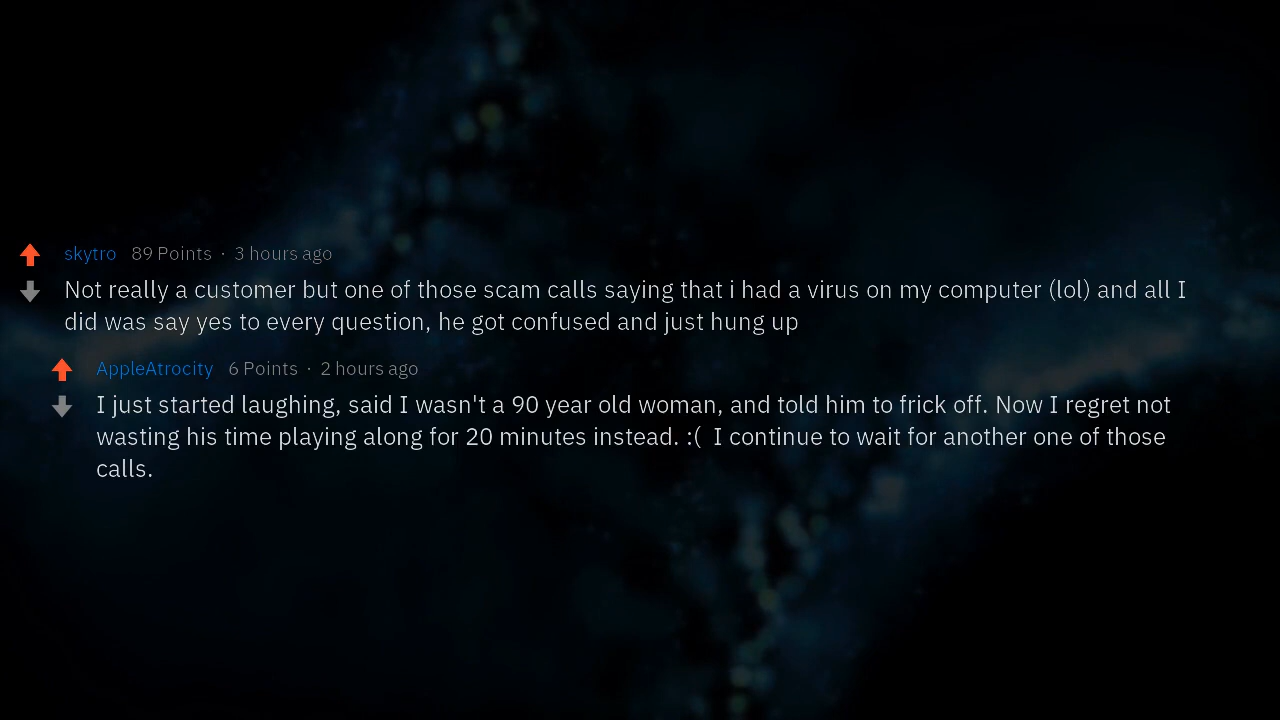 skytro 89 Points · 3 hours ago
Not really a customer but one of those scam calls saying that i had a virus on my computer (lol) and all I
did was say yes to every question, he got confused and just hung up
AppleAtrocity 6 Points · 2 hours ago
I just started laughing, said I wasn't a 90 year old woman, and told him to frick off. Now I regret not
wasting his time playing along for 20 minutes instead. :(  I continue to wait for another one of those
calls.